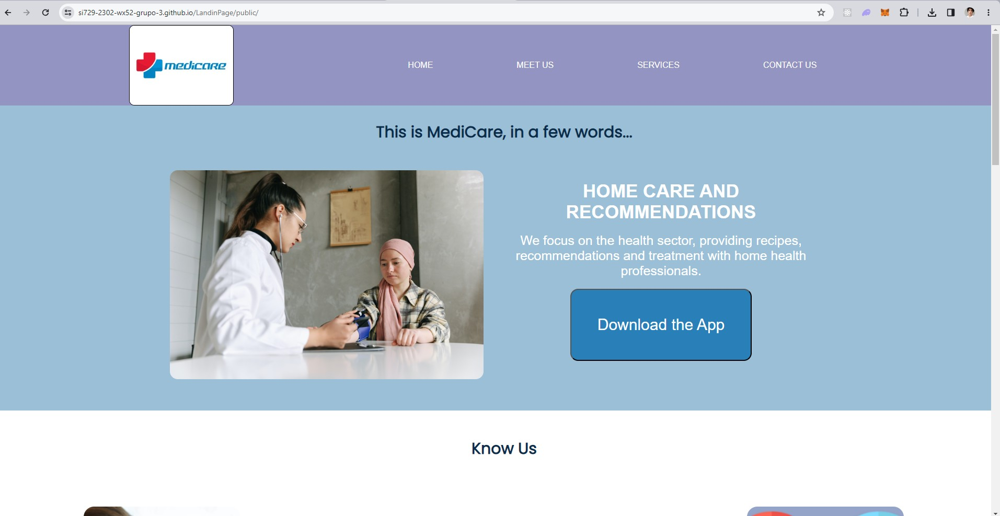 si729-2302-wx52-grupo-3.github.io/LandinPage/public/
medicare
HOME
MEET US
SERVICES
CONTACT US
This is MediCare, in a few words...
HOME CARE AND
RECOMMENDATIONS
We focus on the health sector, providing recipes,
recommendations and treatment with home health
professionals.
Download the App
Know Us